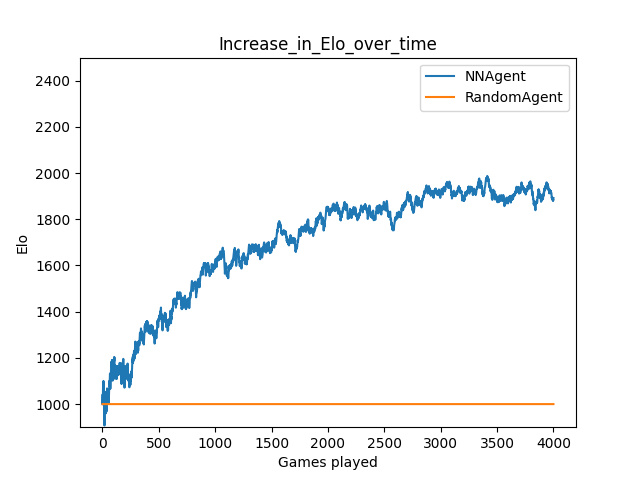 Increase_in_Elo_over_time
NNAgent
RandomAgent
2400
2200
2000
1800
1600
1400
1200
1000
Elo
0 500 1000 1500 2000 2500 3000 3500 4000
Games played